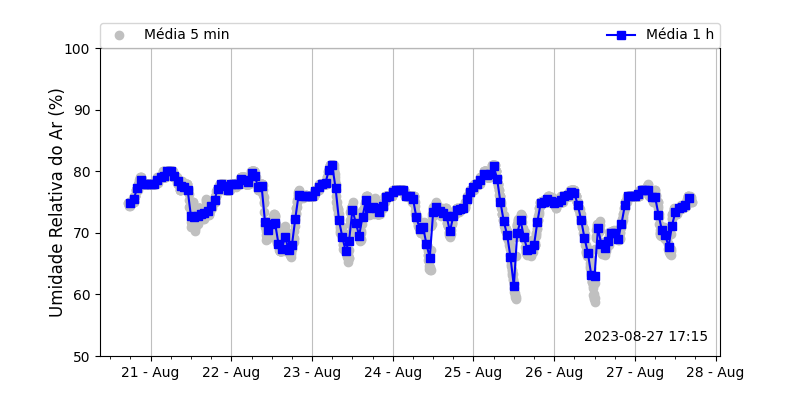 Média 5 min Média 1 h
Umidade Relativa do Ar (%)
100
90
80
70
60
50
2023-08-27 17:15
21 - Aug 22 - Aug 23 - Aug 24 - Aug 25 - Aug 26 - Aug 27 - Aug 28 - Aug